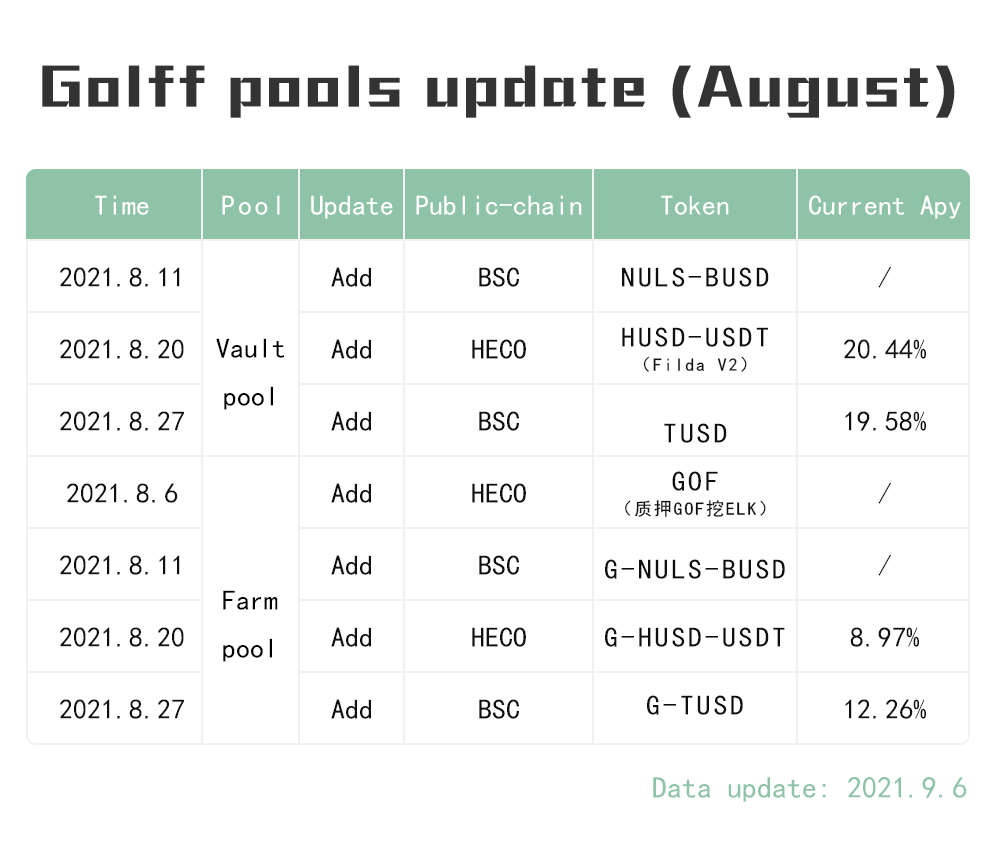 Golff pools update (August)
Time Pool Update Public-chain Token Current Apy
2021.8.11 Add BSC NULS-BUSD /
2021.8.20 Vault Add HECO HUSD-USDT 20.44%
(Filda V2)
pool
2021.8.27 Add BSC TUSD 19.58%
2021.8.6 Add HECO GOF /
(质押GOF挖ELK)
2021.8.11 Add BSC G-NULS-BUSD /
Farm
2021.8.20 Add HECO G-HUSD-USDT 8.97%
pool
2021.8.27 Add BSC G-TUSD 12.26%
Data update: 2021.9.6